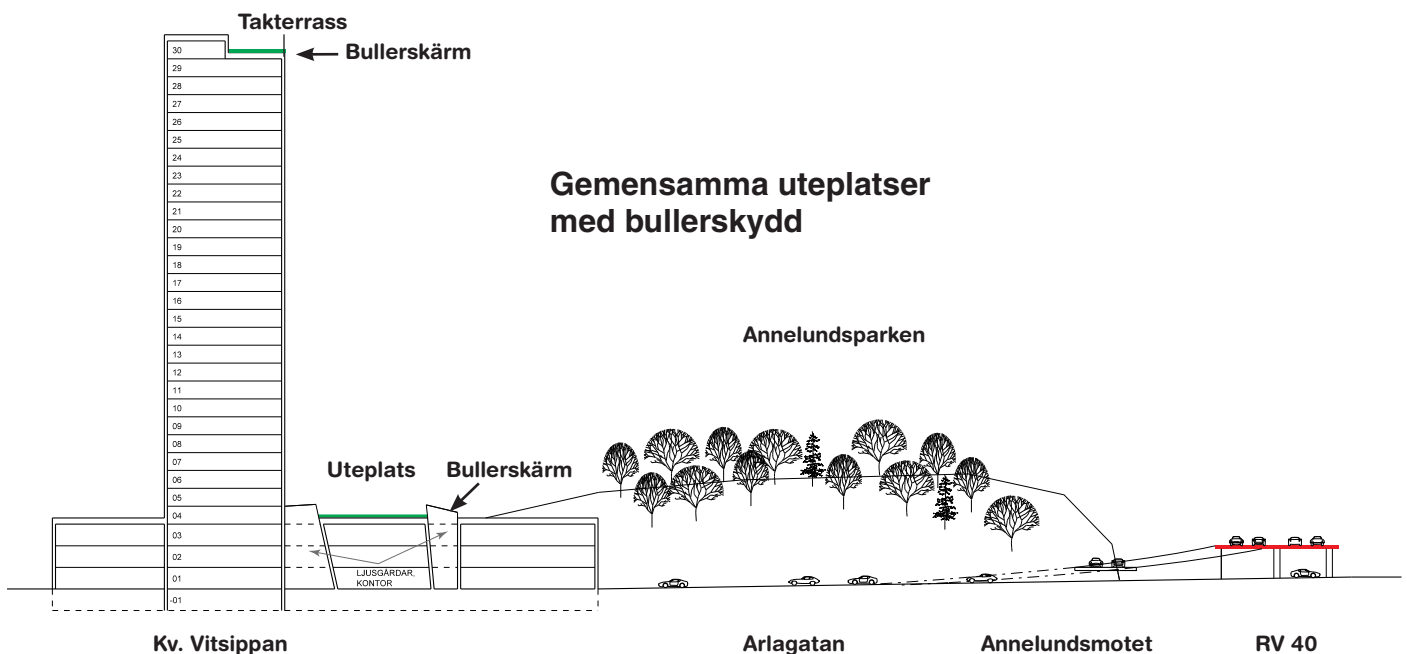 Takterrass
Bullerskärm
30
29
28
27
26
25
24
23
22
21
20
19
18
17
16
15
14
13
12
11
10
09
08
07
06
05
04
03
02
01
-01
Gemensamma uteplatser
med bullerskydd
Annelundsparken
Uteplats
Bullerskärm
LJUSGÅRDAR,
KONTOR
Kv. Vitsippan
Arlagatan
Annelundsmotet
RV 40